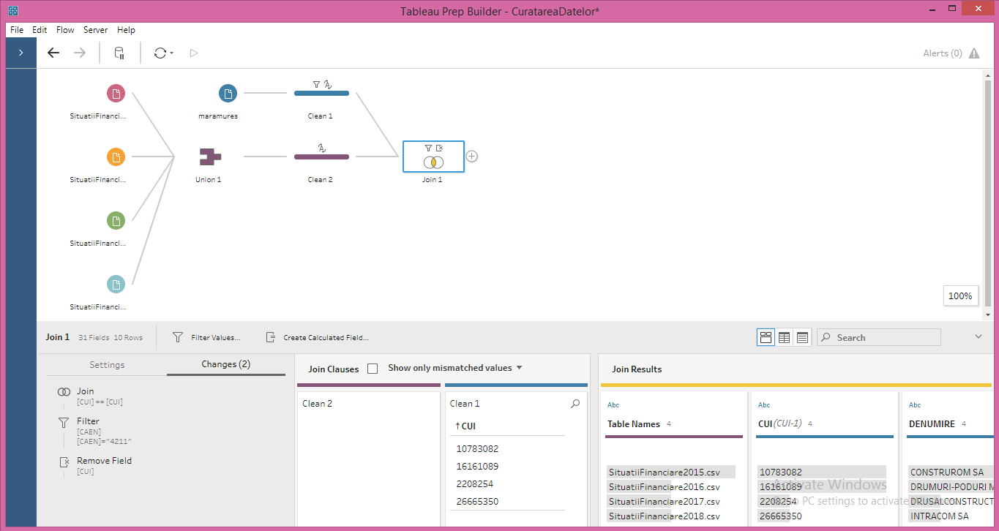 Tableau Prep Builder - CuratareaDatelor*
File Edit Flow Server Help
Alerts (0)
SituatiiFinanci...
maramures
Clean 1
SituatiiFinanci...
Union 1
Clean 2
Join 1
SituatiiFinanci...
SituatiiFinanci...
100%
Join 1 31 Fields 10 Rows Filter Values... Create Calculated Field... Search
Settings Changes (2)
Join
[CUI] == [CUI]
Filter
[CAEN]
[CAEN]="4211"
Remove Field
[CUI]
Join Clauses Show only mismatched values
Clean 2
Clean 1
CUI
10783082
16161089
2208254
26665350
Join Results
Abc
Table Names 4
SituatiiFinanciare2015.csv
SituatiiFinanciare2016.csv
SituatiiFinanciare2017.csv
SituatiiFinanciare2018.csv
Abc
CUI(CUI-1) 4
10783082
16161089
2208254
26665350
Abc
DENUMIRE 4
CONSTRUROM SA
DRUMURI-PODURI M
DRUSALCONSTRUCT
INTRACOM SA
Activate Windows
Go to PC settings to activate Windows.